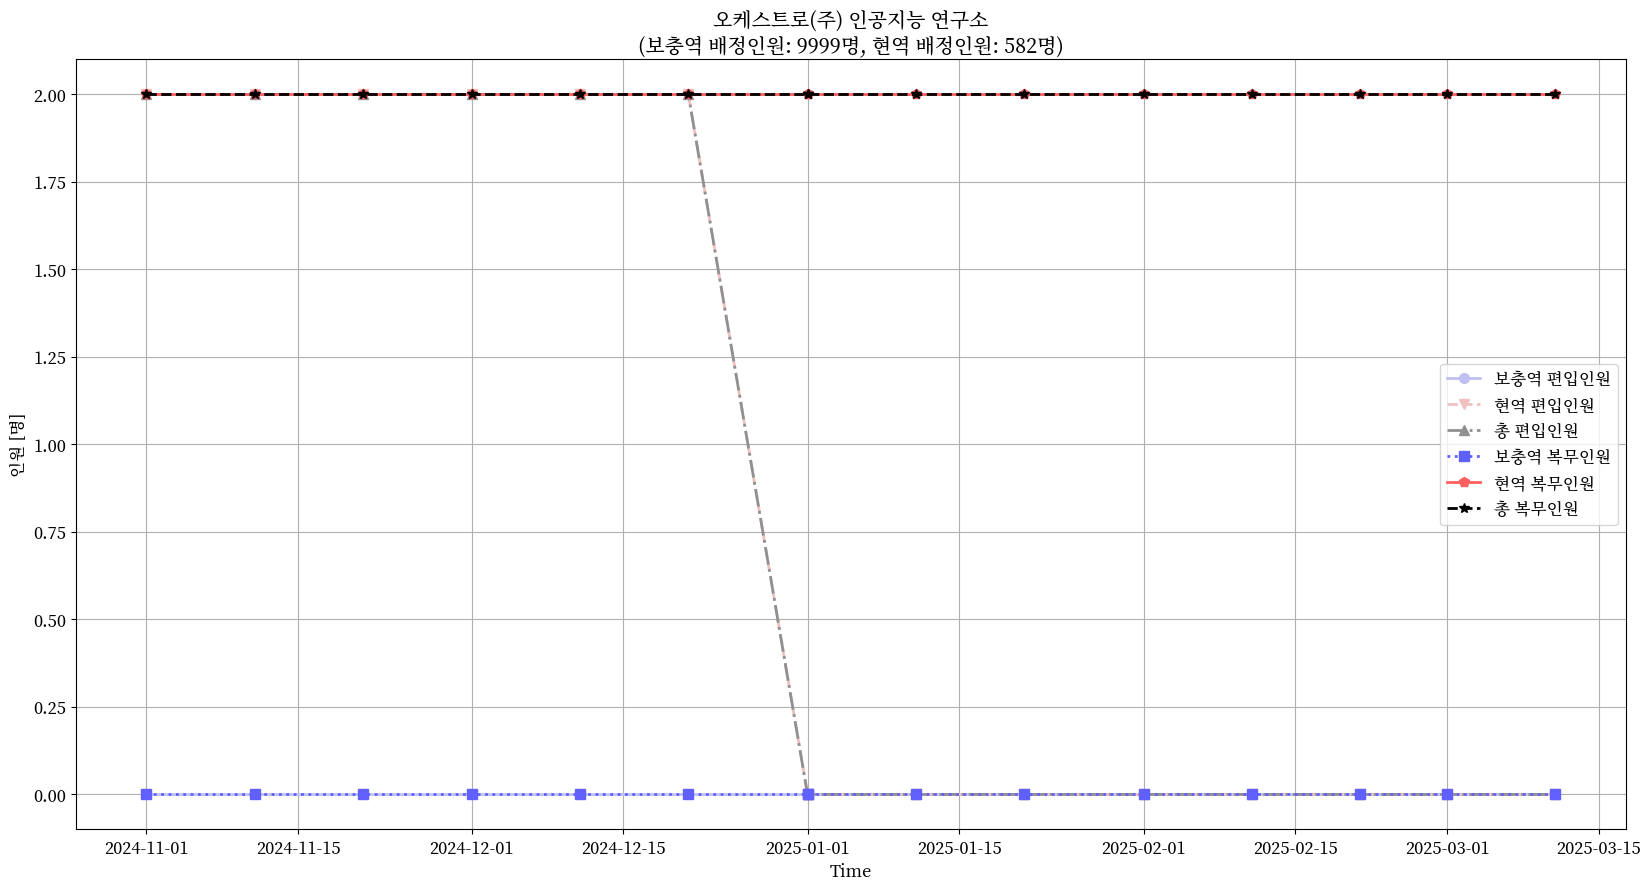 오케스트로(주) 인공지능 연구소
(보충역 배정인원: 9999명, 현역 배정인원: 582명)
2.00
1.75
1.50
1.25
1.00
0.75
0.50
0.25
0.00
인원 [명]
보충역 편입인원
현역 편입인원
총 편입인원
보충역 복무인원
현역 복무인원
총 복무인원
2024-11-01 2024-11-15 2024-12-01 2024-12-15 2025-01-01 2025-01-15 2025-02-01 2025-02-15 2025-03-01 2025-03-15
Time